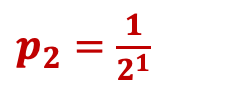 p₂ = 1/2¹